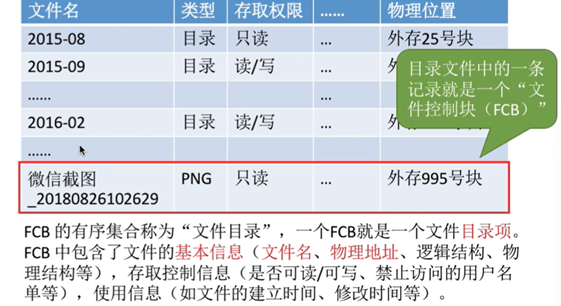 文件名 类型 存取权限 …… 物理位置
2015-08 目录 只读 … 外存25号块
2015-09 目录 读/写 … 外存
…… …
2016-02 目录 读/写 … 外存
…… …
微信截图_20180826102629 PNG 只读 … 外存995号块
目录文件中的一条
记录就是一个“文
件控制块（FCB）”
FCB 的有序集合称为“文件目录”，一个FCB就是一个文件目录项。
FCB 中包含了文件的基本信息（文件名、物理地址、逻辑结构、物
理结构等），存取控制信息（是否可读/可写、禁止访问的用户名
单等），使用信息（如文件的建立时间、修改时间等）。